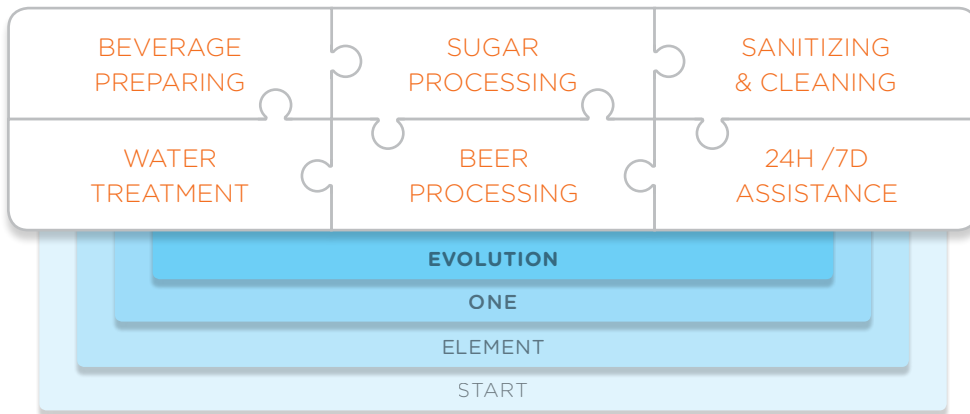 BEVERAGE
PREPARING
SUGAR
PROCESSING
SANITIZING
& CLEANING
WATER
TREATMENT
BEER
PROCESSING
24H /7D
ASSISTANCE
EVOLUTION
ONE
ELEMENT
START